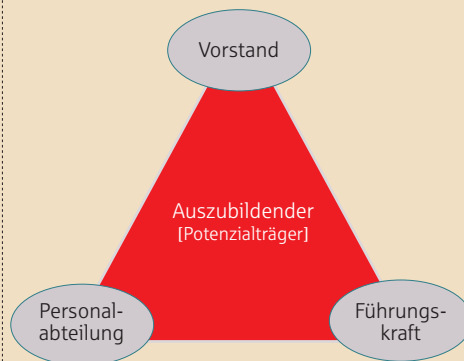 Vorstand
Auszubildender
[Potenzialträger]
Personal-
abteilung
Führungs-
kraft